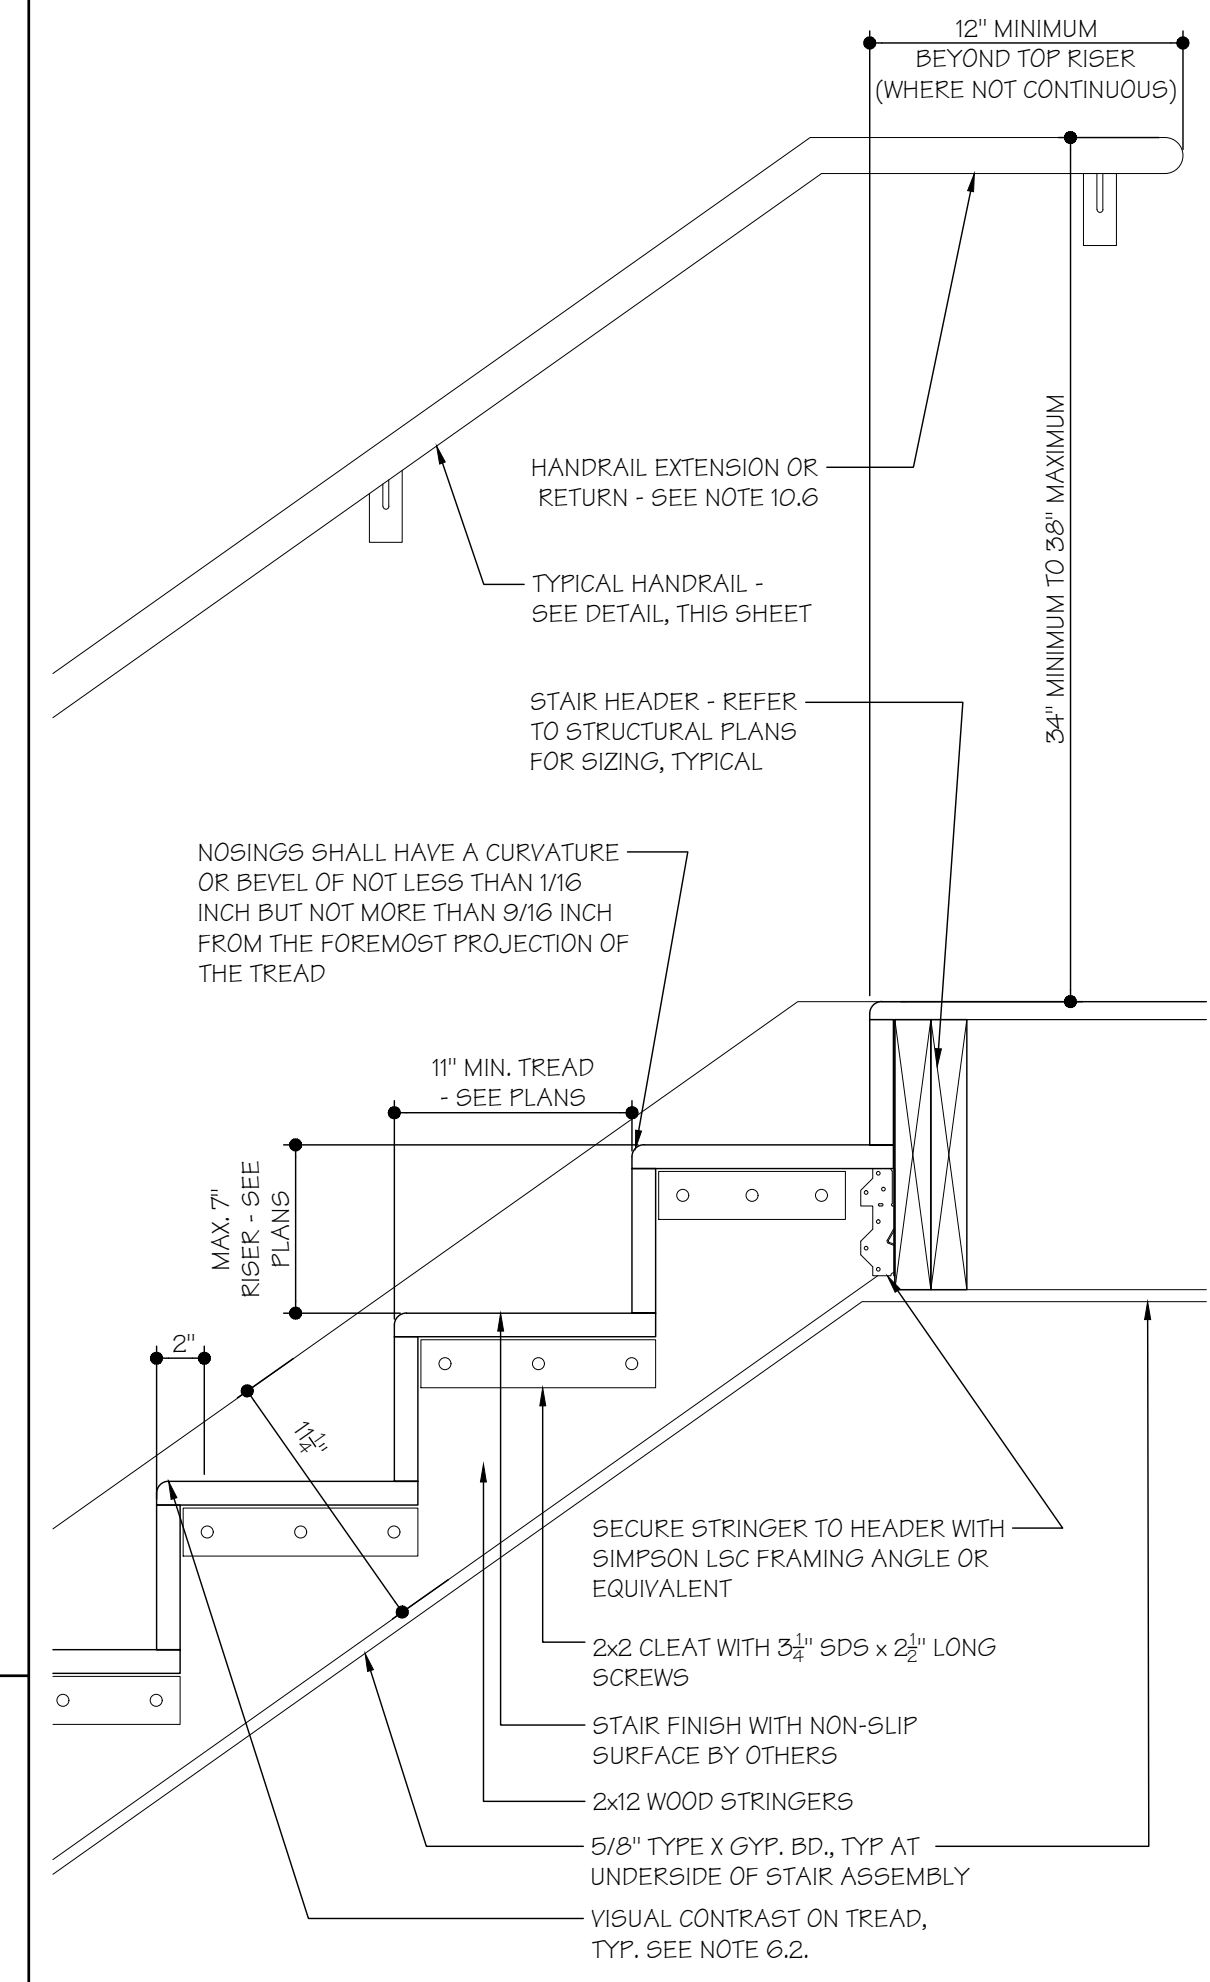 12" MINIMUM
BEYOND TOP RISER
(WHERE NOT CONTINUOUS)
34" MINIMUM TO 38" MAXIMUM
HANDRAIL EXTENSION OR
RETURN - SEE NOTE 10.6
TYPICAL HANDRAIL -
SEE DETAIL, THIS SHEET
STAIR HEADER - REFER
TO STRUCTURAL PLANS
FOR SIZING, TYPICAL
NOSINGS SHALL HAVE A CURVATURE
OR BEVEL OF NOT LESS THAN 1/16
INCH BUT NOT MORE THAN 9/16 INCH
FROM THE FOREMOST PROJECTION OF
THE TREAD
11" MIN. TREAD
- SEE PLANS
MAX. 7"
RISER - SEE
PLANS
2"
11 1/4"
SECURE STRINGER TO HEADER WITH
SIMPSON LSC FRAMING ANGLE OR
EQUIVALENT
2x2 CLEAT WITH 3 1/4" SDS x 2 1/2" LONG
SCREWS
STAIR FINISH WITH NON-SLIP
SURFACE BY OTHERS
2x12 WOOD STRINGERS
5/8" TYPE X GYP. BD., TYP AT
UNDERSIDE OF STAIR ASSEMBLY
VISUAL CONTRAST ON TREAD,
TYP. SEE NOTE 6.2.